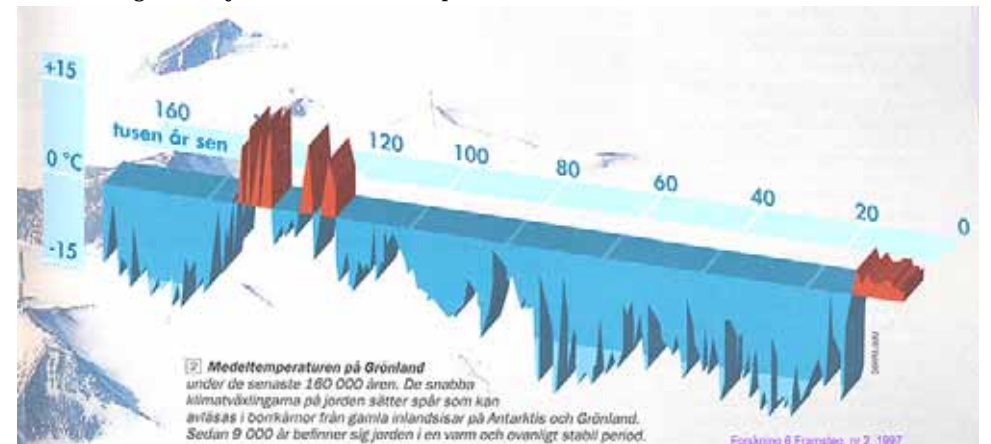 +15
160
tusen år sen
120
100
80
60
40
20
0
0 °C
-15
2 Medeltemperaturen på Grönland
under de senaste 160 000 åren. De snabba
klimatväxlingarna på jorden sätter spår som kan
avläsas i borrkärnor från gamla inlandsisar på Antarktis och Grönland.
Sedan 9 000 år befinner sig jorden i en varm och ovanligt stabil period.
Forskning & Framsteg, nr 2, 1997